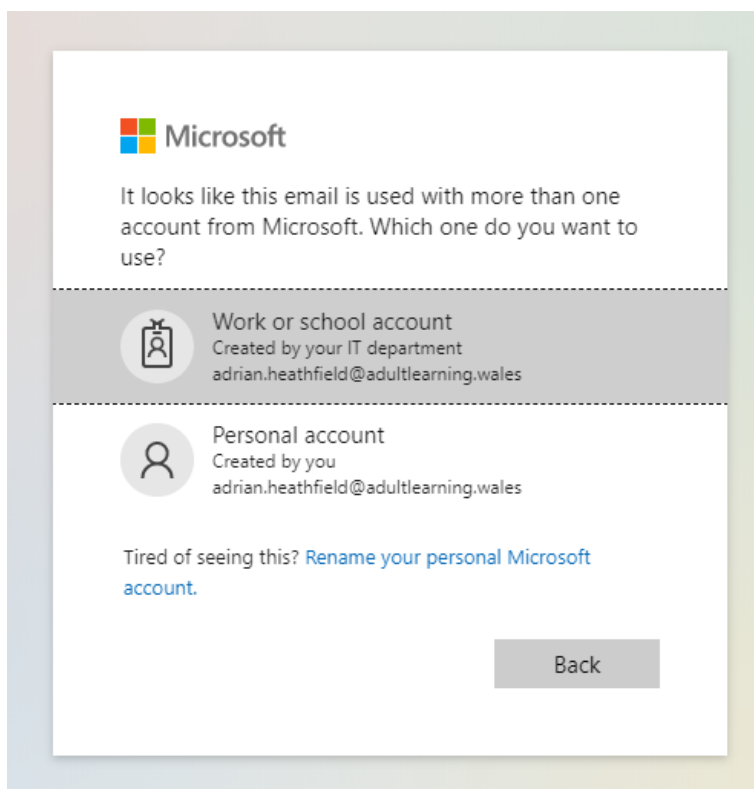 Microsoft
It looks like this email is used with more than one
account from Microsoft. Which one do you want to
use?
Work or school account
Created by your IT department
adrian.heathfield@adultlearning.wales
Personal account
Created by you
adrian.heathfield@adultlearning.wales
Tired of seeing this? Rename your personal Microsoft
account.
Back